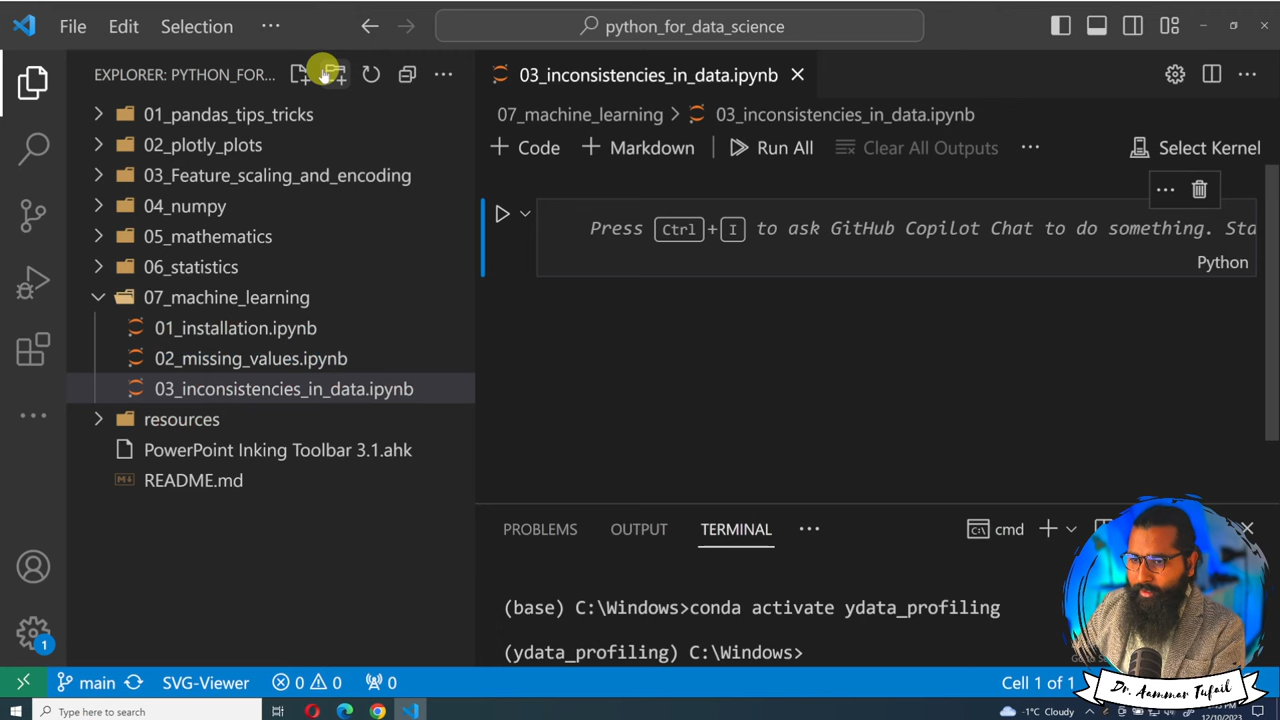 File Edit Selection ··· python_for_data_science
EXPLORER: PYTHON_FOR...
01_pandas_tips_tricks
02_plotly_plots
03_Feature_scaling_and_encoding
04_numpy
05_mathematics
06_statistics
07_machine_learning
01_installation.ipynb
02_missing_values.ipynb
03_inconsistencies_in_data.ipynb
resources
PowerPoint Inking Toolbar 3.1.ahk
README.md
03_inconsistencies_in_data.ipynb
07_machine_learning > 03_inconsistencies_in_data.ipynb
+ Code + Markdown Run All Clear All Outputs ··· Select Kernel
Press Ctrl+I to ask GitHub Copilot Chat to do something. Sta
Python
PROBLEMS OUTPUT TERMINAL ··· cmd
(base) C:\Windows>conda activate ydata_profiling
(ydata_profiling) C:\Windows>
Dr. Aammar Tufail
1
main SVG-Viewer 0 0 0 Cell 1 of 1
Type here to search -1°C Cloudy
12/10/2023